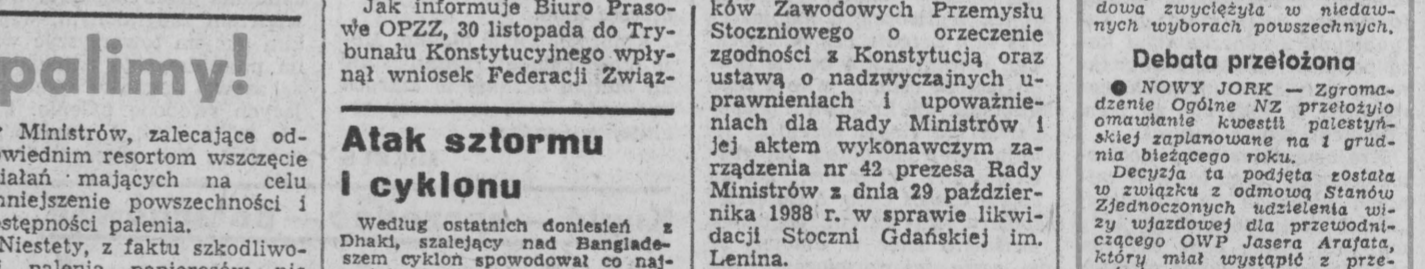 palimy!
Ministrów, zalecające od-
wiednim resortom wszczęcie
iałań mających na celu
niejszenie powszechności i
stępności palenia.
Niestety, z faktu szkodliwo-
palenia papierosów nie
Jak informuje Biuro Praso-
we OPZZ, 30 listopada do Try-
bunału Konstytucyjnego wpły-
nął wniosek Federacji Związ-
Atak sztormu
i cyklonu
Według ostatnich doniesień z
Dhaki, szalejący nad Banglade-
szem cyklon spowodował co naj-
ków Zawodowych Przemysłu
Stoczniowego o orzeczenie
zgodności z Konstytucją oraz
ustawą o nadzwyczajnych u-
prawnieniach i upoważnie-
niach dla Rady Ministrów i
jej aktem wykonawczym za-
rządzenia nr 42 prezesa Rady
Ministrów z dnia 29 paździer-
nika 1988 r. w sprawie likwi-
dacji Stoczni Gdańskiej im.
Lenina.
dowa zwyciężyła w niedaw-
nych wyborach powszechnych.
Debata przełożona
● NOWY JORK — Zgroma-
dzenie Ogólne NZ przełożyło
omawianie kwestii palestyń-
skiej zaplanowane na 1 grud-
nia bieżącego roku.
Decyzja ta podjęta została
w związku z odmową Stanów
Zjednoczonych udzielenia wi-
zy wjazdowej dla przewodni-
czącego OWP Jasera Arafata,
który miał wystąpić z prze-